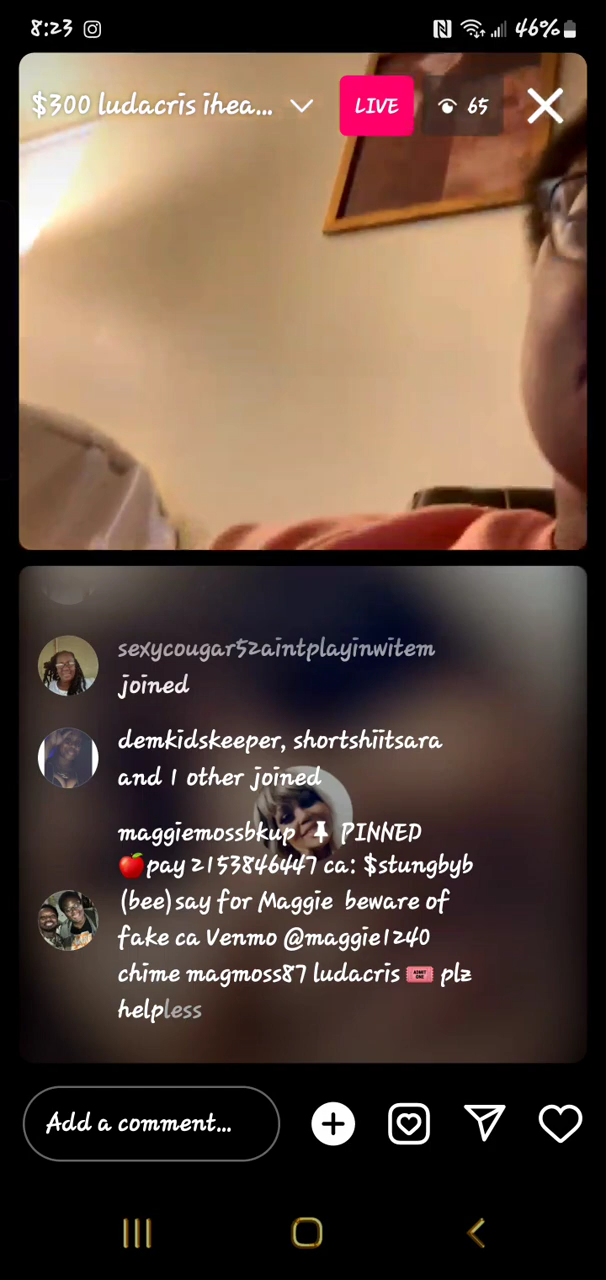 8:23 46%
$300 ludacris ihea... LIVE 65
sexycougar52aintplayinwitem
joined
demkidskeeper, shortshiitsara
and 1 other joined
maggiemossbkup PINNED
🍎pay 2153846447 ca: $stungbyb
(bee)say for Maggie beware of
fake ca Venmo @maggie1240
chime magmoss87 ludacris 🎟️ plz
helpless
Add a comment...